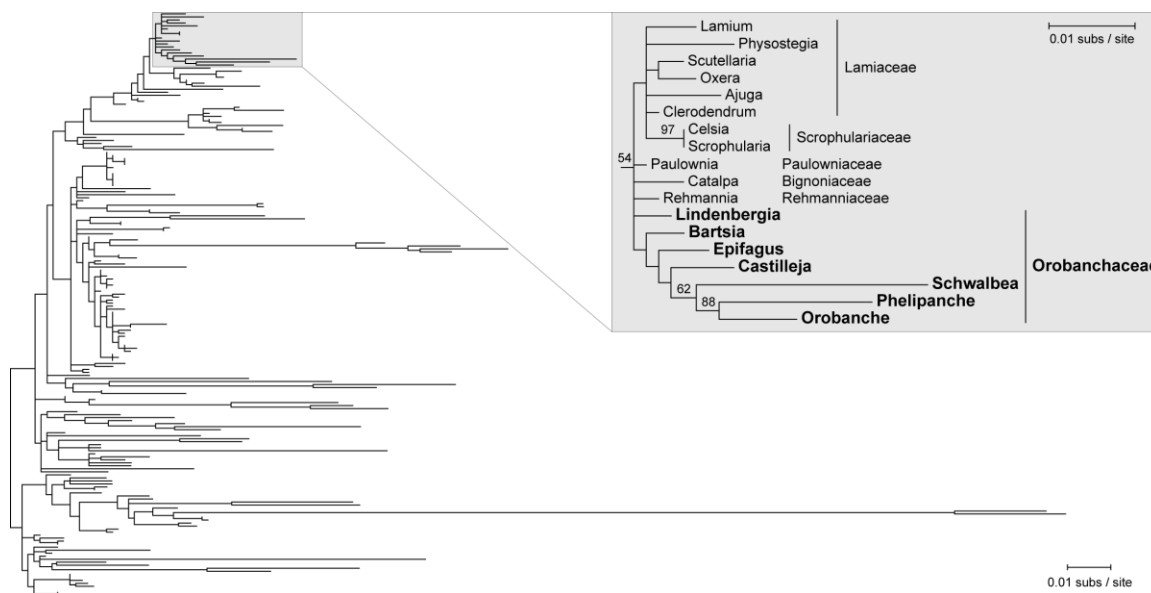 Lamium
0.01 subs / site
Physostegia
Scutellaria
Lamiaceae
Oxera
Ajuga
Clerodendrum
97 Celsia
Scrophulariaceae
Scrophularia
54 Paulownia Paulowniaceae
Catalpa Bignoniaceae
Rehmannia Rehmanniaceae
Lindenbergia
Bartsia
Epifagus
Orobanchaceae
Castilleja
62 Schwalbea
88 Phelipanche
Orobanche
0.01 subs / site